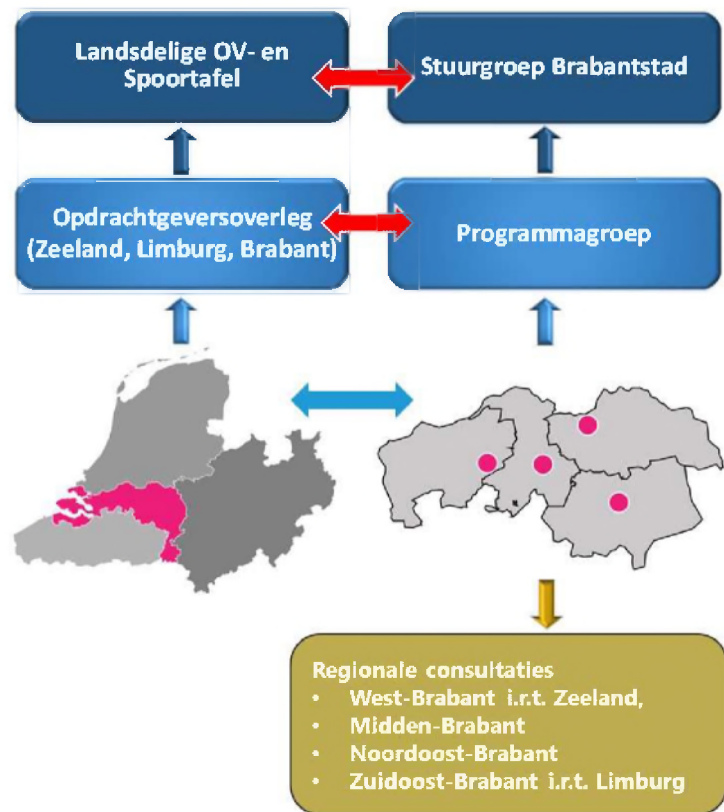 Landsdelige OV- en
Spoortafel
Stuurgroep Brabantstad
Opdrachtgeversoverleg
(Zeeland, Limburg, Brabant)
Programmagroep
Regionale consultaties
• West-Brabant i.r.t. Zeeland,
• Midden-Brabant
• Noordoost-Brabant
• Zuidoost-Brabant i.r.t. Limburg